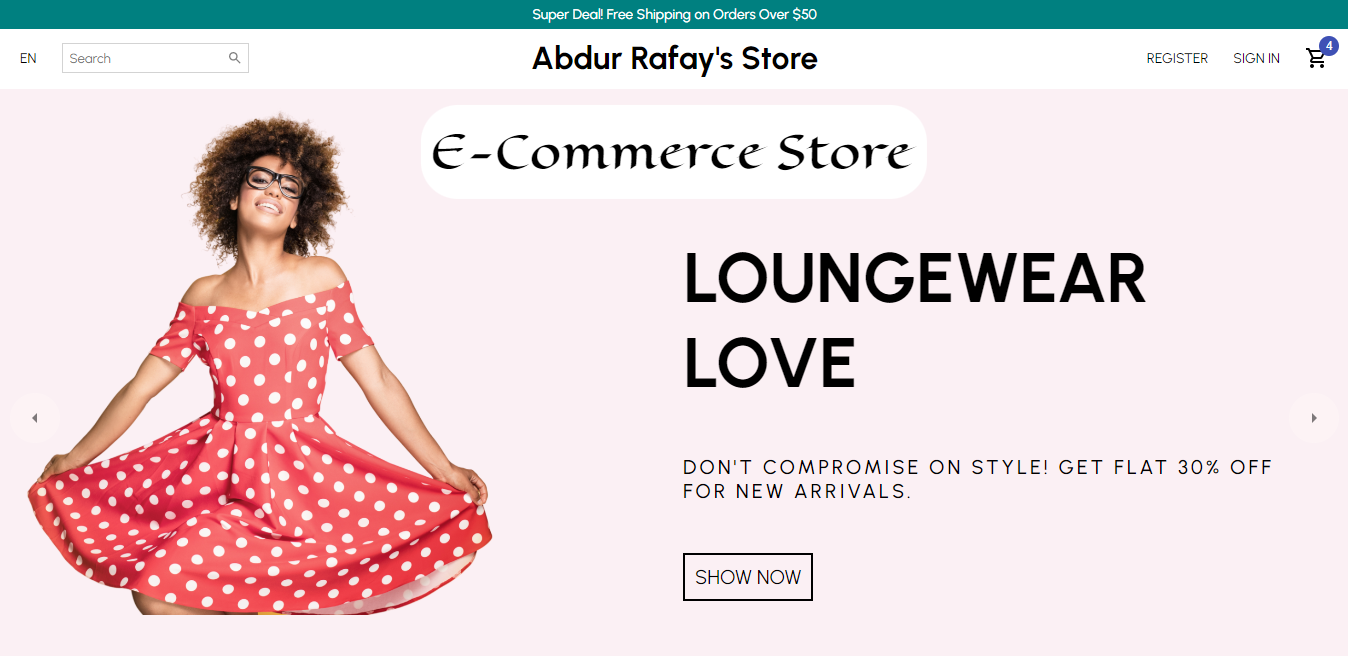 Super Deal! Free Shipping on Orders Over $50
EN
Search
Abdur Rafay's Store
REGISTER
SIGN IN
4
E-Commerce Store
LOUNGEWEAR
LOVE
DON'T COMPROMISE ON STYLE! GET FLAT 30% OFF
FOR NEW ARRIVALS.
SHOW NOW